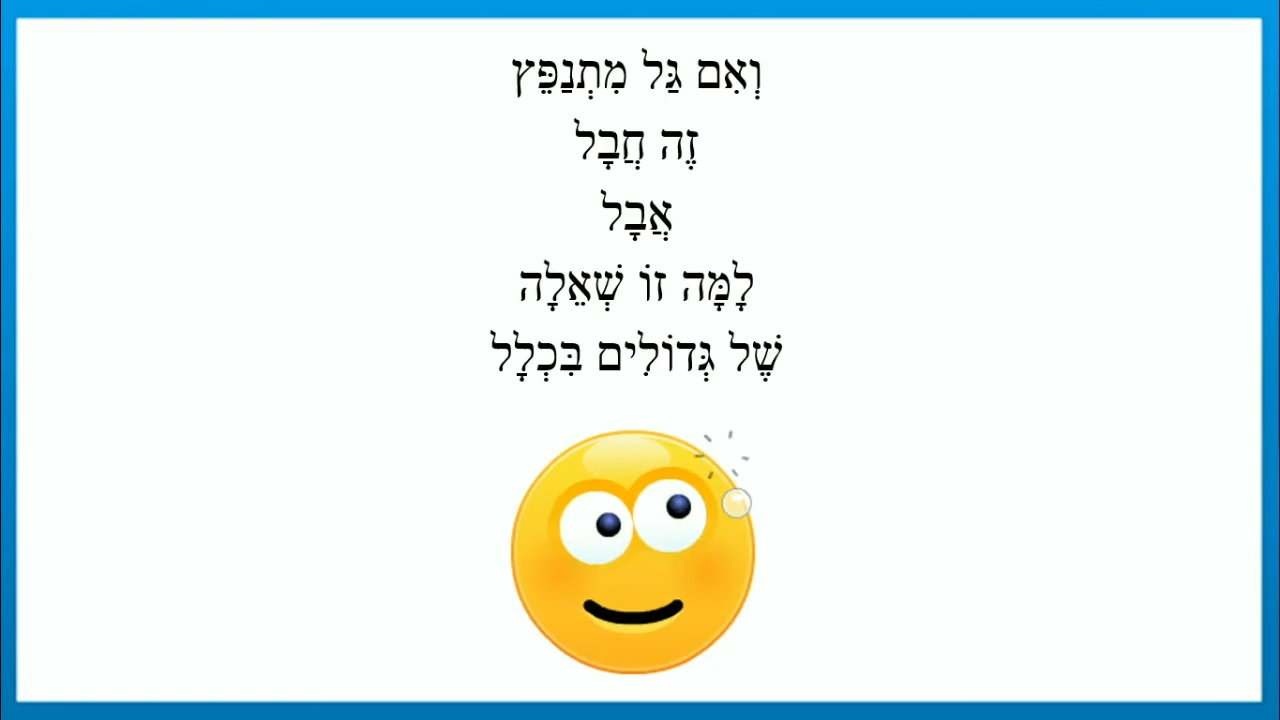 וְאִם גַּל מִתְנַפֵּץ
זֶה חֲבָל
אֲבָל
לָמָּה זוֹ שְׁאֵלָה
שֶׁל גְּדוֹלִים בִּכְלָל